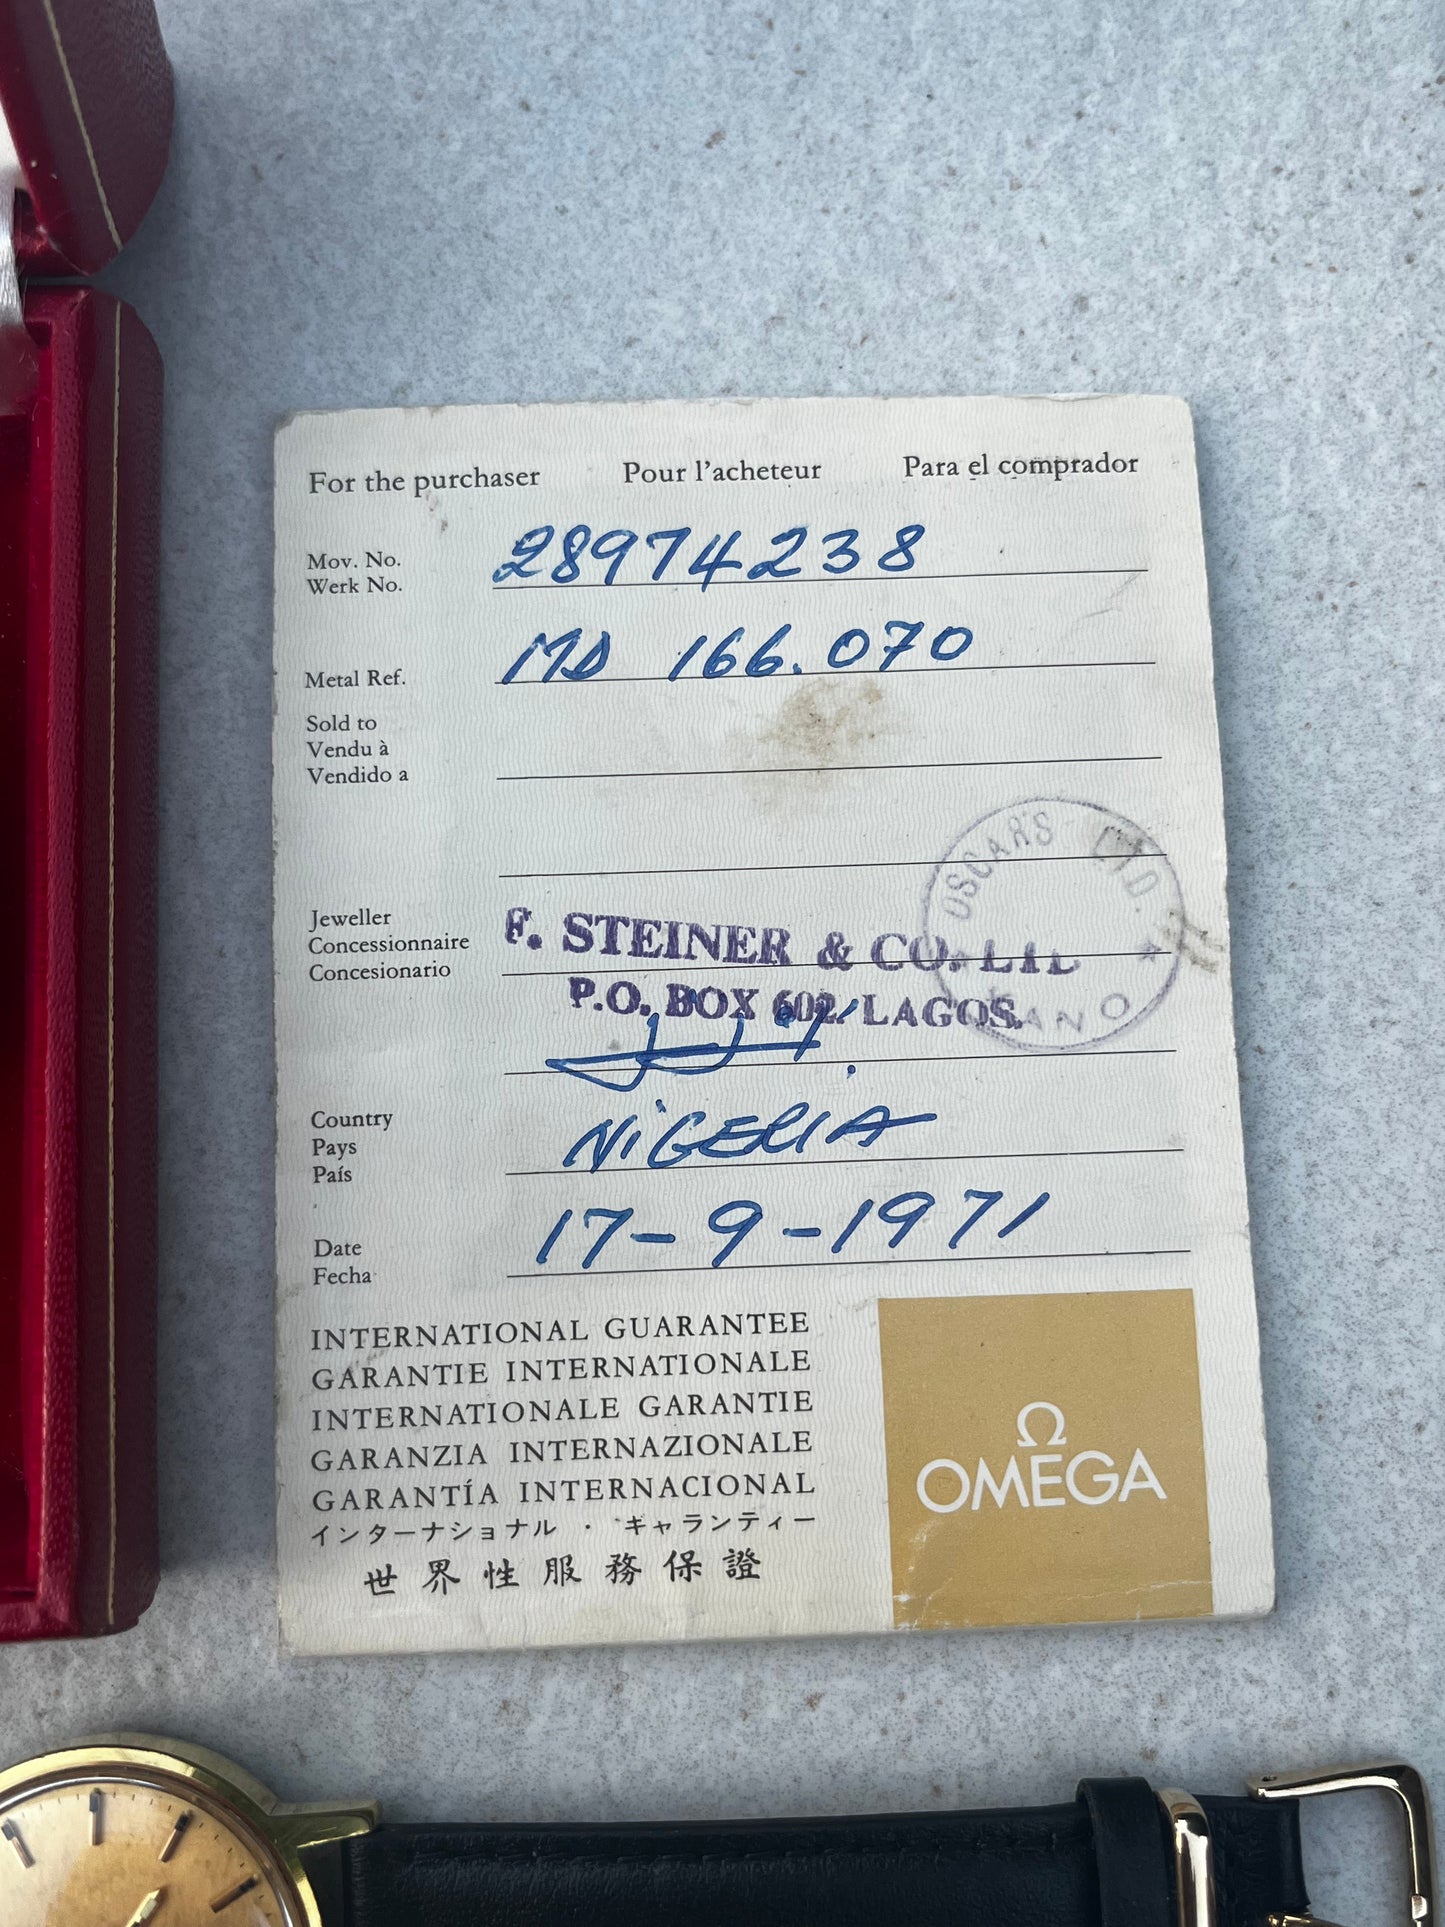 For the purchaser Pour l'acheteur Para el comprador
Mov. No.
Werk No.
28974238
Metal Ref.
MD 166.070
Sold to
Vendu à
Vendido a
OSCAR'S LTD.
KANO
Jeweller
Concessionnaire
Concesionario
F. STEINER & CO. LTD
P.O. BOX 602, LAGOS.
Country
Pays
País
NiGERIA
Date
Fecha
17-9-1971
INTERNATIONAL GUARANTEE
GARANTIE INTERNATIONALE
INTERNATIONALE GARANTIE
GARANZIA INTERNAZIONALE
GARANTÍA INTERNACIONAL
インターナショナル・ギャランティー
世界性服務保證
Ω
OMEGA